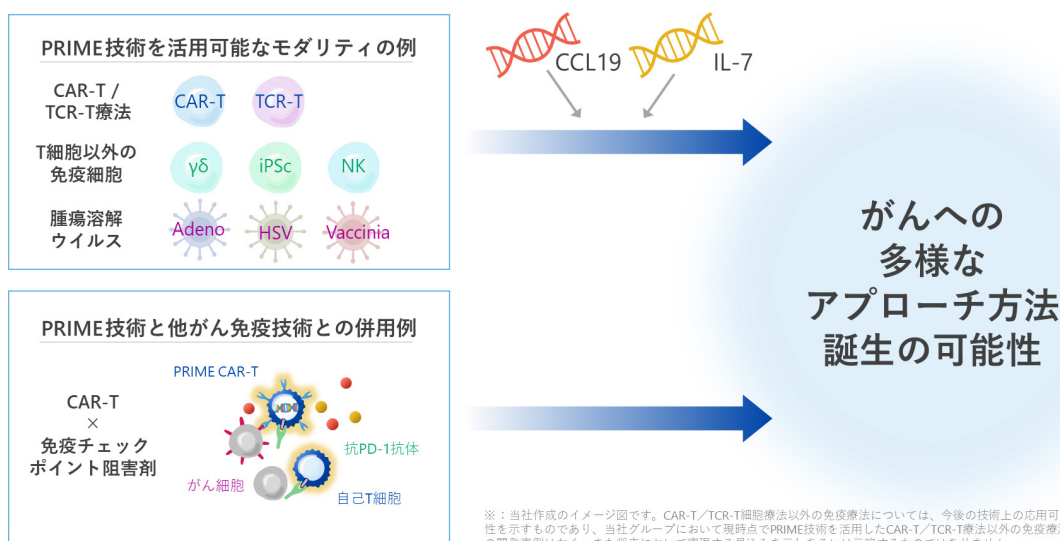 PRIME技術を活用可能なモダリティの例
CAR-T /
TCR-T療法
CAR-T
TCR-T
T細胞以外の
免疫細胞
γδ
iPSc
NK
腫瘍溶解
ウイルス
Adeno
HSV
Vaccinia
PRIME技術と他がん免疫技術との併用例
PRIME CAR-T
CAR-T
×
免疫チェック
ポイント阻害剤
抗PD-1抗体
がん細胞
自己T細胞
CCL19
IL-7
がんへの
多様な
アプローチ方法
誕生の可能性
※：当社作成のイメージ図です。CAR-T／TCR-T細胞療法以外の免疫療法については、今後の技術上の応用可
性を示すものであり、当社グループにおいて現時点でPRIME技術を活用したCAR-T／TCR-T療法以外の免疫療